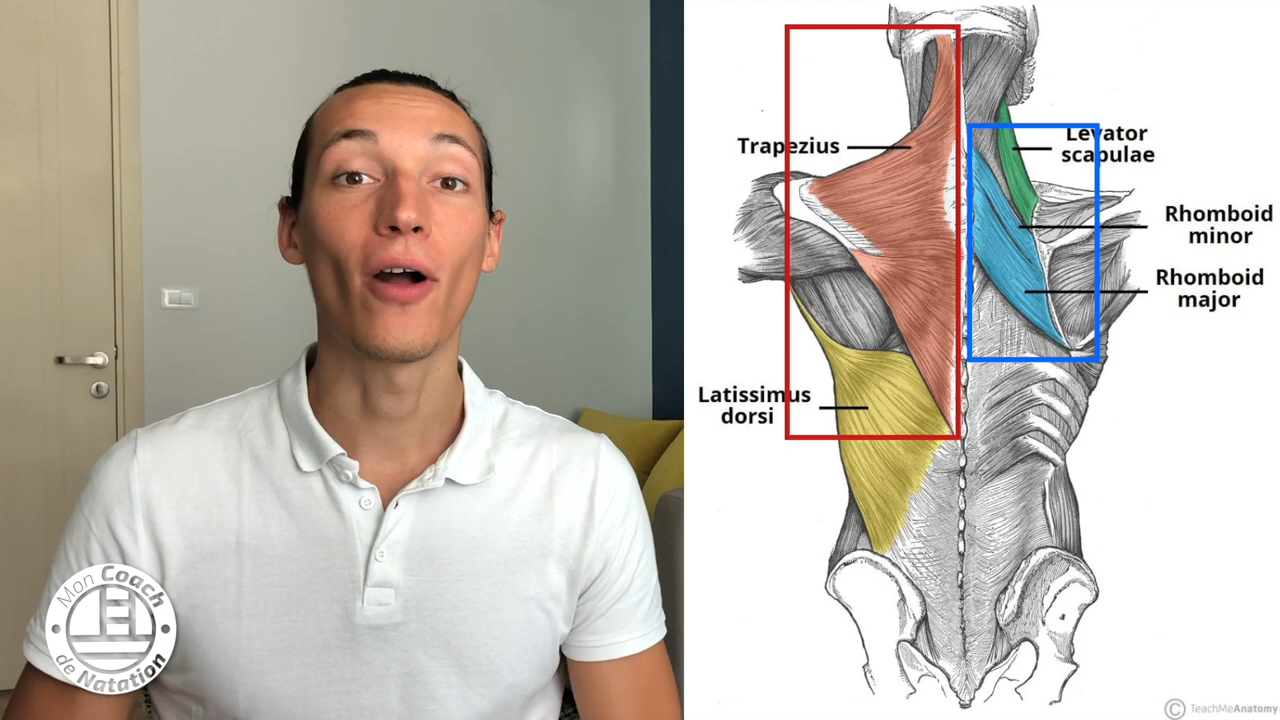 Mon Coach
de Natation
Trapezius
Levator
scapulae
Rhomboid
minor
Rhomboid
major
Latissimus
dorsi
© TeachMeAnatomy